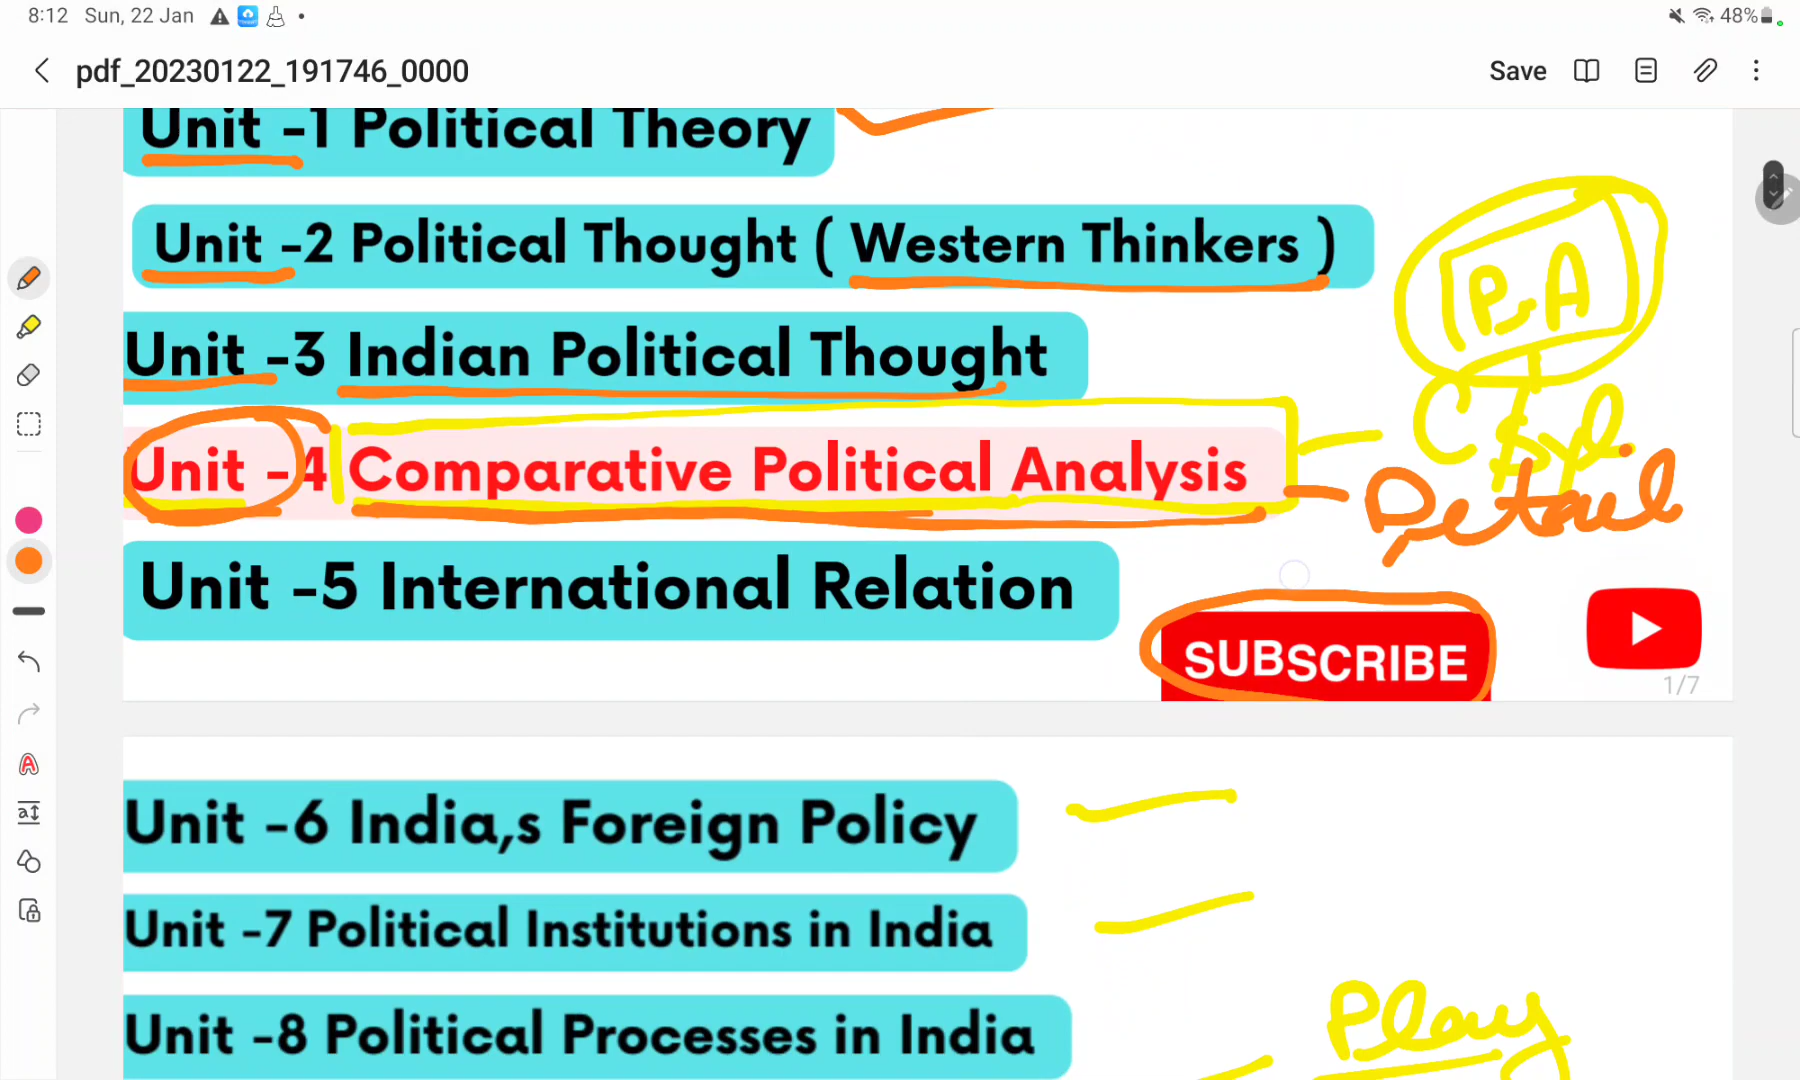 8:12 Sun, 22 Jan 48%
pdf_20230122_191746_0000
Save
Unit -1 Political Theory
Unit -2 Political Thought ( Western Thinkers )
P.A
Unit -3 Indian Political Thought
Syl.
Unit -4 Comparative Political Analysis
Detail
Unit -5 International Relation
SUBSCRIBE
1/7
Unit -6 India,s Foreign Policy
Unit -7 Political Institutions in India
Play
Unit -8 Political Processes in India